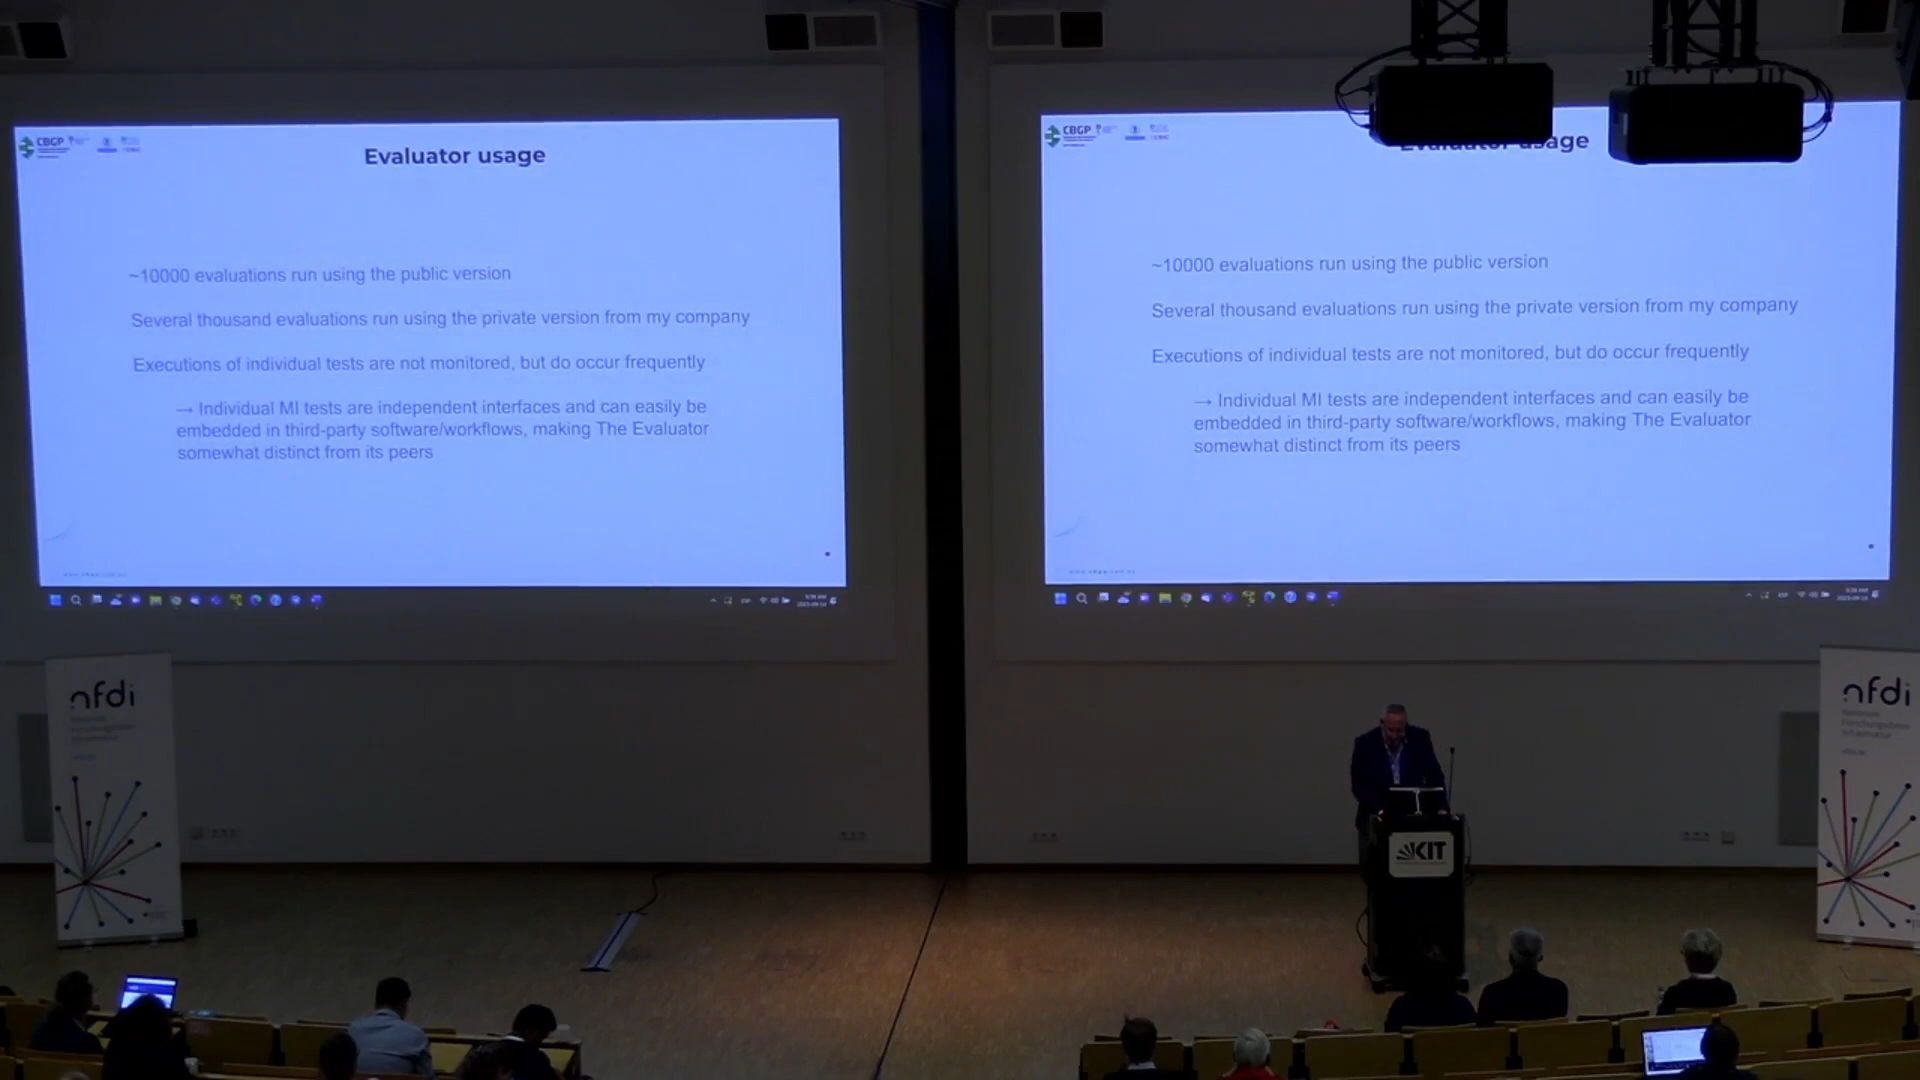 CBGP
Evaluator usage
~10000 evaluations run using the public version
Several thousand evaluations run using the private version from my company
Executions of individual tests are not monitored, but do occur frequently
→ Individual MI tests are independent interfaces and can easily be
embedded in third-party software/workflows, making The Evaluator
somewhat distinct from its peers
CBGP
Evaluator usage
~10000 evaluations run using the public version
Several thousand evaluations run using the private version from my company
Executions of individual tests are not monitored, but do occur frequently
→ Individual MI tests are independent interfaces and can easily be
embedded in third-party software/workflows, making The Evaluator
somewhat distinct from its peers
nfdi
nfdi
KIT